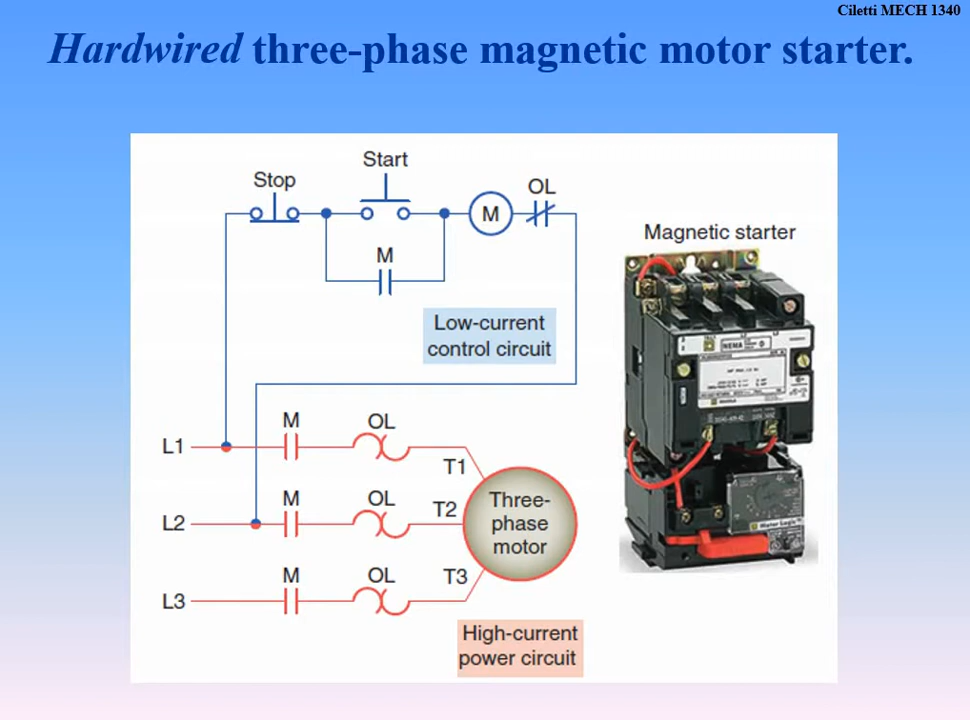 Ciletti MECH 1340
Hardwired three-phase magnetic motor starter.
Stop
Start
M
OL
M
Low-current
control circuit
L1
M
OL
T1
L2
M
OL
T2
L3
M
OL
T3
Three-
phase
motor
High-current
power circuit
Magnetic starter
NEMA